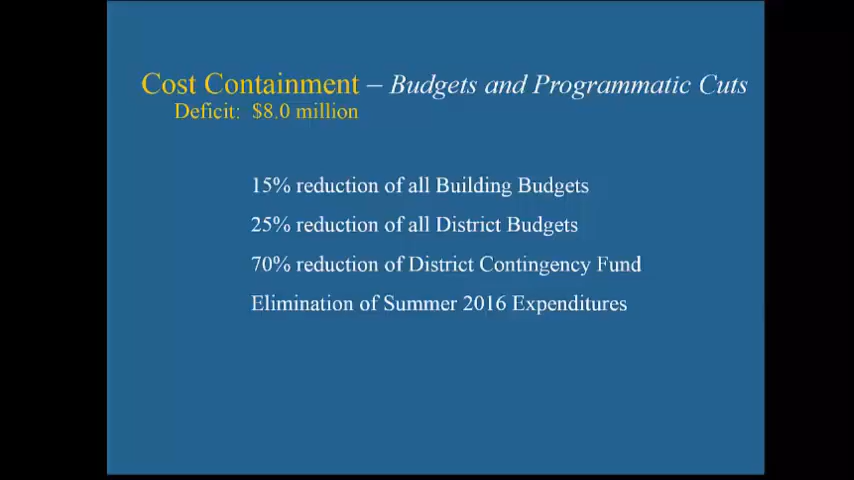 Cost Containment – Budgets and Programmatic Cuts
Deficit: $8.0 million
15% reduction of all Building Budgets
25% reduction of all District Budgets
70% reduction of District Contingency Fund
Elimination of Summer 2016 Expenditures